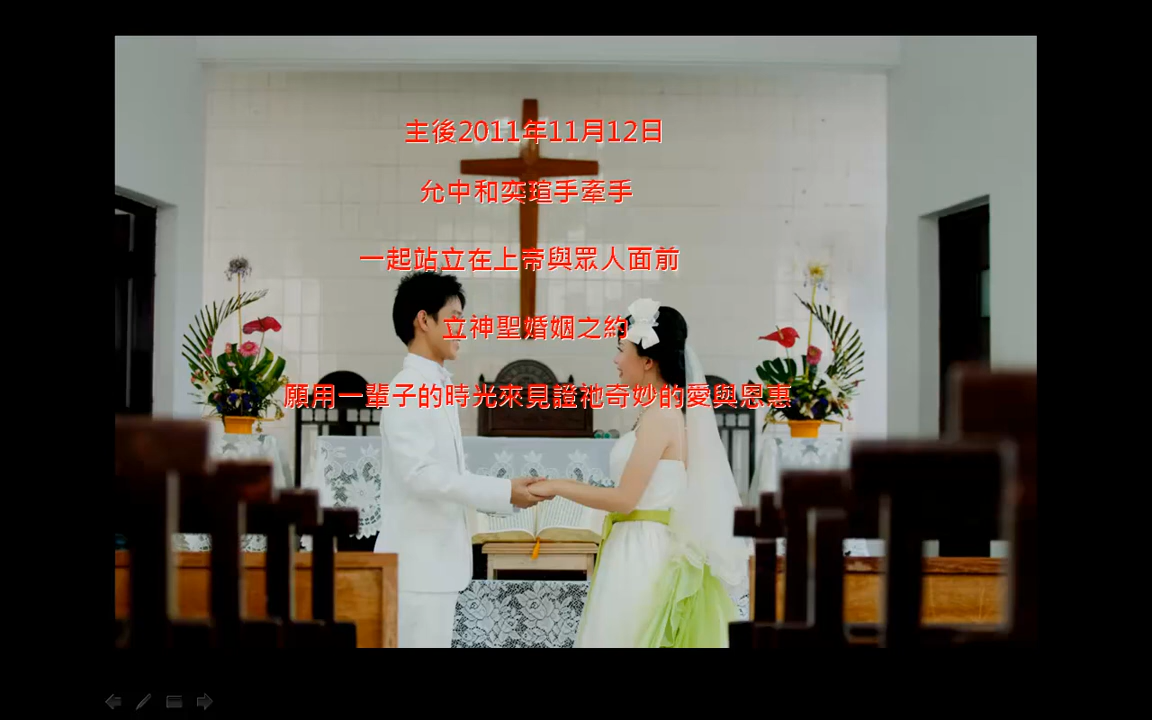 主後2011年11月12日
允中和奕瑄手牽手
一起站立在上帝與眾人面前
立神聖婚姻之約
願用一輩子的時光來見證祂奇妙的愛與恩惠